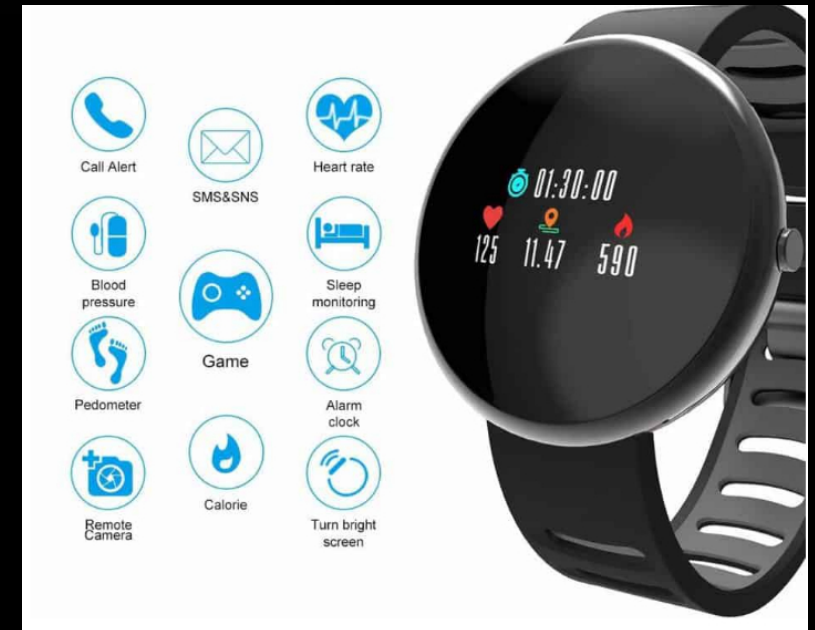 Call Alert
SMS&SNS
Heart rate
Blood
pressure
Game
Sleep
monitoring
Pedometer
Alarm
clock
Remote
Camera
Calorie
Turn bright
screen
01:30:00
125 11.47 590